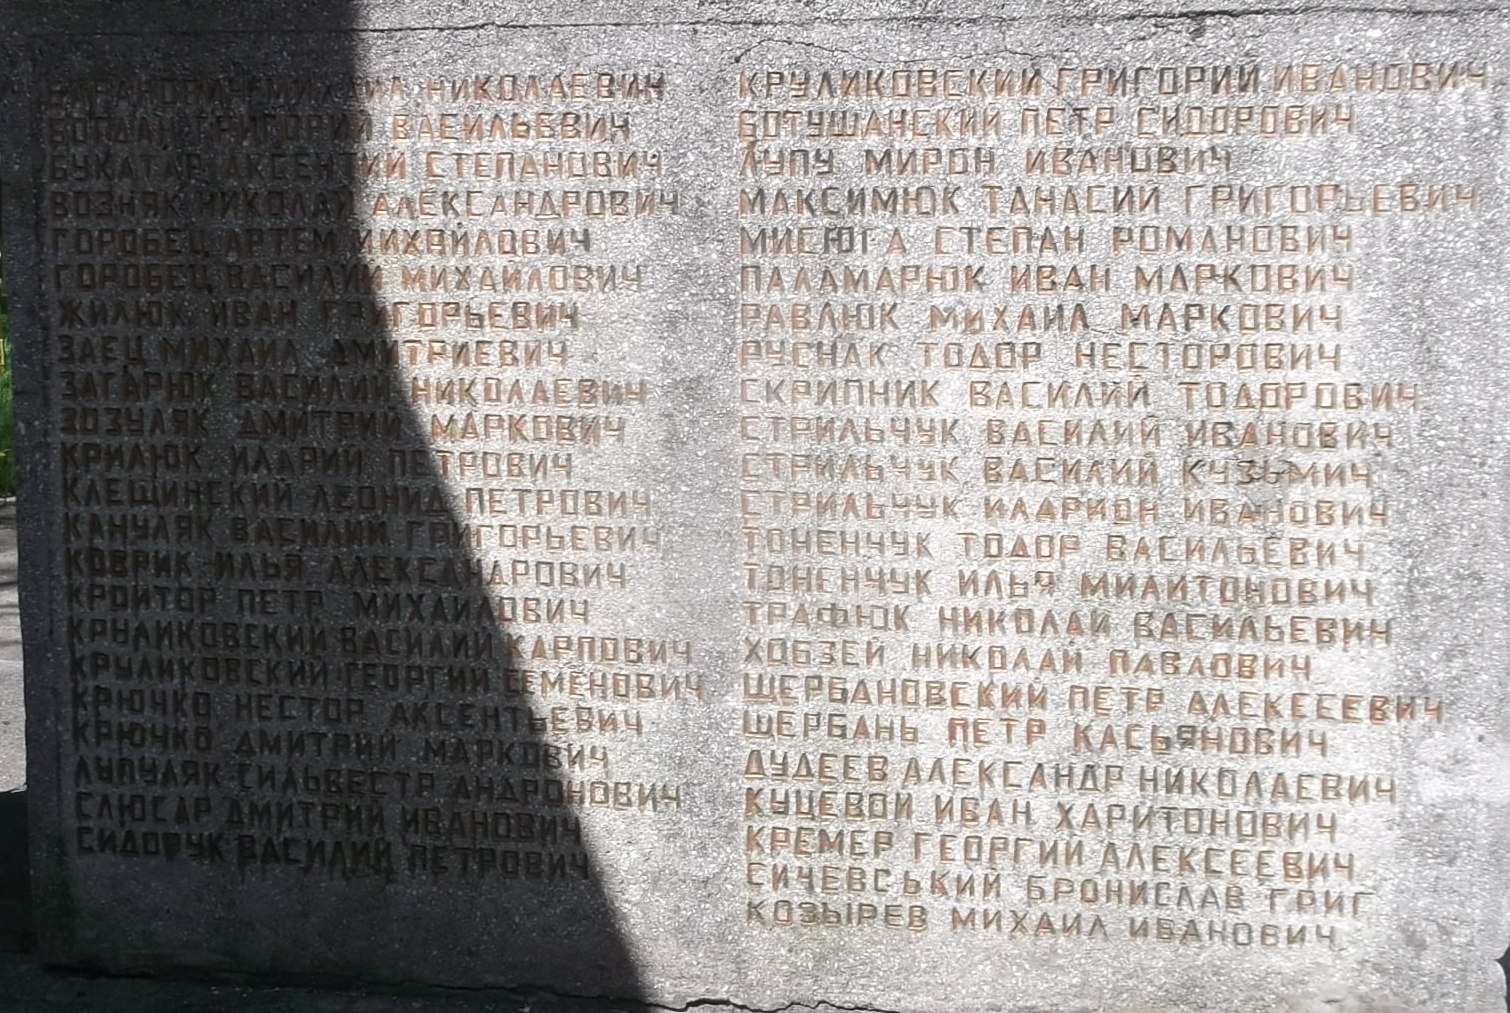 БИРАНОВИЧ МИХАИЛ НИКОЛАЕВИЧ
БОГДАН ГРИГОРИЙ ВАСИЛЬЕВИЧ
БУКАТАР АКСЕНТИЙ СТЕПАНОВИЧ
ВОЗНЯК НИКОЛАЙ АЛЕКСАНДРОВИЧ
ГОРОБЕЦ АРТЕМ МИХАЙЛОВИЧ
ГОРОБЕЦ ВАСИЛИЙ МИХАЙЛОВИЧ
ЖИЛЮК ИВАН ГРИГОРЬЕВИЧ
ЗАЕЦ МИХАИЛ ДМИТРИЕВИЧ
ЗАГАРЮК ВАСИЛИЙ НИКОЛАЕВИЧ
ЗОЗУЛЯК ДМИТРИЙ МАРКОВИЧ
КРИЛЮК ИЛАРИЙ ПЕТРОВИЧ
КЛЕЩИНСКИЙ ЛЕОНИД ПЕТРОВИЧ
КАНУЛЯК ВАСИЛИЙ ГРИГОРЬЕВИЧ
КОВРИК ИЛЬЯ АЛЕКСАНДРОВИЧ
КРОЙТОР ПЕТР МИХАЙЛОВИЧ
КРУЛИКОВСКИЙ ВАСИЛИЙ КАРПОВИЧ
КРУЛИКОВСКИЙ ГЕОРГИЙ СЕМЕНОВИЧ
КРЮЧКО НЕСТОР АКСЕНТЬЕВИЧ
КРЮЧКО ДМИТРИЙ МАРКОВИЧ
ЛУПУЛЯК СИЛЬВЕСТР АНДРОНОВИЧ
СЛЮСАР ДМИТРИЙ ИВАНОВИЧ
СИДОРУК ВАСИЛИЙ ПЕТРОВИЧ
КРУЛИКОВСКИЙ ГРИГОРИЙ ИВАНОВИЧ
БОТУШАНСКИЙ ПЕТР СИДОРОВИЧ
ЛУПУ МИРОН ИВАНОВИЧ
МАКСИМЮК ТАНАСИЙ ГРИГОРЬЕВИЧ
МИСЮГА СТЕПАН РОМАНОВИЧ
ПАЛАМАРЮК ИВАН МАРКОВИЧ
РАВЛЮК МИХАИЛ МАРКОВИЧ
РУСНАК ТОДОР НЕСТОРОВИЧ
СКРИПНИК ВАСИЛИЙ ТОДОРОВИЧ
СТРИЛЬЧУК ВАСИЛИЙ ИВАНОВИЧ
СТРИЛЬЧУК ВАСИЛИЙ КУЗЬМИЧ
СТРИЛЬЧУК ИЛАРИОН ИВАНОВИЧ
ТОНЕНЧУК ТОДОР ВАСИЛЬЕВИЧ
ТОНЕНЧУК ИЛЬЯ МИЛИТОНОВИЧ
ТРАФЮК НИКОЛАЙ ВАСИЛЬЕВИЧ
ХОБЗЕЙ НИКОЛАЙ ПАВЛОВИЧ
ЩЕРБАНОВСКИЙ ПЕТР АЛЕКСЕЕВИЧ
ЩЕРБАНЬ ПЕТР КАСЬЯНОВИЧ
ДУДЕЕВ АЛЕКСАНДР НИКОЛАЕВИЧ
КУЦЕВОЙ ИВАН ХАРИТОНОВИЧ
КРЕМЕР ГЕОРГИЙ АЛЕКСЕЕВИЧ
СИЧЕВСЬКИЙ БРОНИСЛАВ ГРИГ
КОЗЫРЕВ МИХАИЛ ИВАНОВИЧ